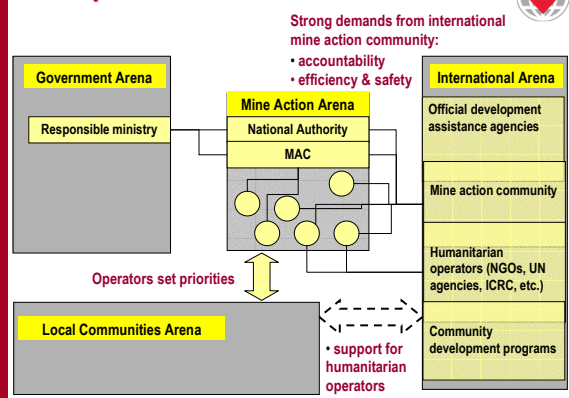 Strong demands from international
mine action community:
• accountability
• efficiency & safety
Government Arena
Responsible ministry
Mine Action Arena
National Authority
MAC
International Arena
Official development
assistance agencies
Mine action community
Humanitarian
operators (NGOs, UN
agencies, ICRC, etc.)
Community
development programs
Operators set priorities
Local Communities Arena
• support for
humanitarian
operators